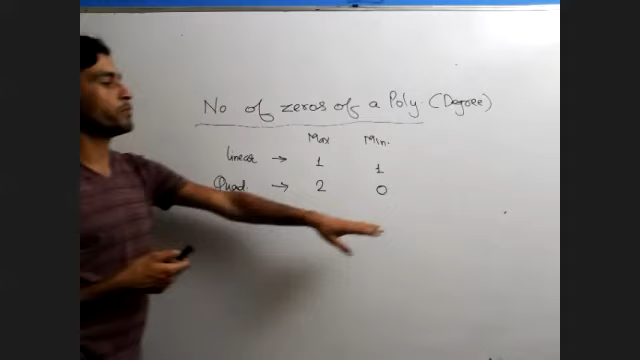 No of zeros of a Poly. (Degree)
Max Min.
linear → 1 1
Quad. → 2 0